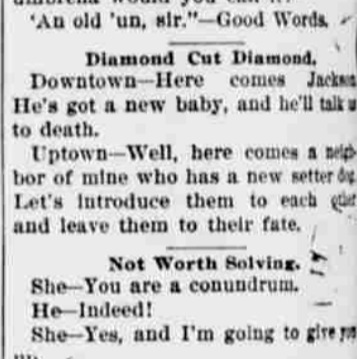 would you
'An old 'un, sir."—Good Words.
Diamond Cut Diamond.
Downtown—Here comes Jackson
He's got a new baby, and he'll talk us
to death.
Uptown—Well, here comes a neigh-
bor of mine who has a new setter dog.
Let's introduce them to each other
and leave them to their fate.
Not Worth Solving.
She—You are a conundrum.
He—Indeed!
She—Yes, and I'm going to give you